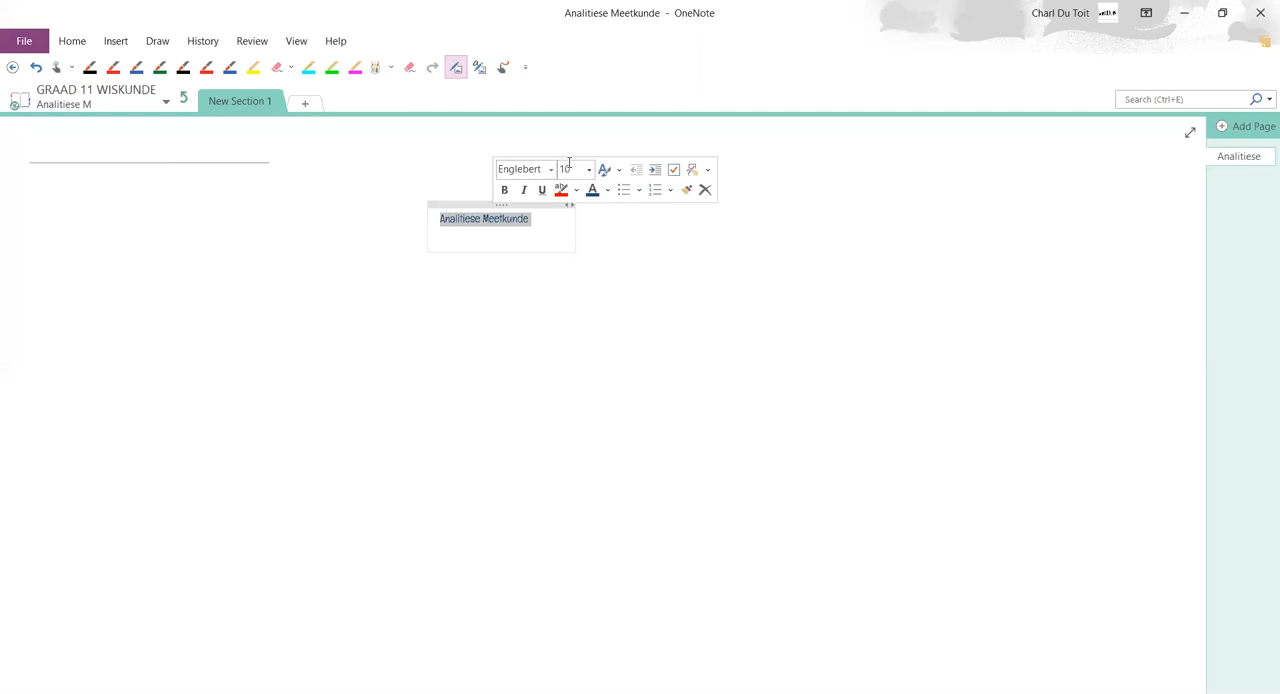 Analitiese Meetkunde - OneNote
Charl Du Toit
File Home Insert Draw History Review View Help
GRAAD 11 WISKUNDE
Analitiese M
New Section 1
+
Search (Ctrl+E)
Add Page
Analitiese
Englebert 10
B I U ab A
Analitiese Meetkunde